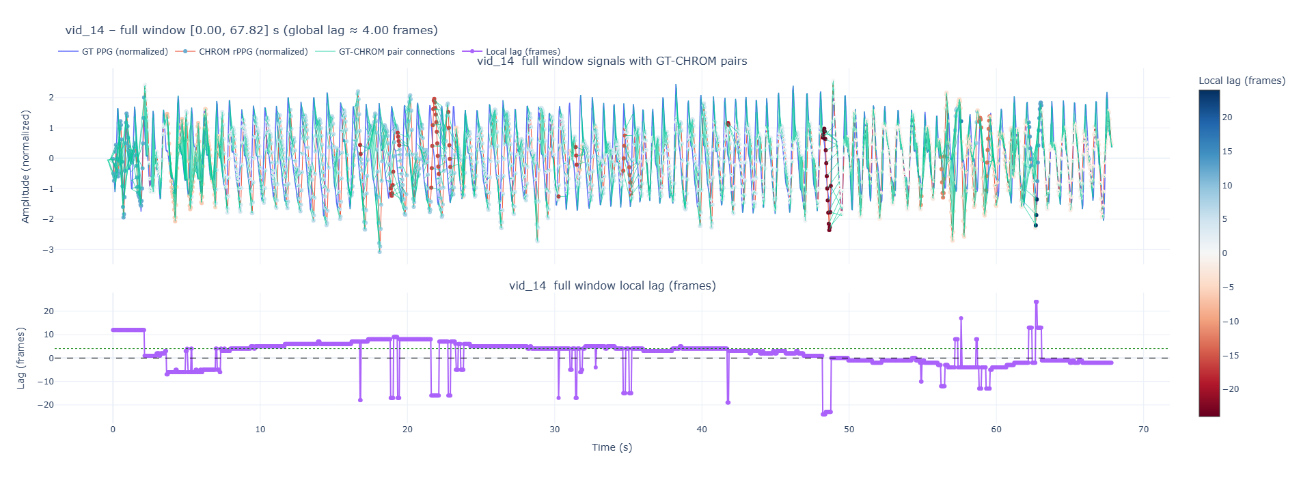 vid_14 – full window [0.00, 67.82] s (global lag ≈ 4.00 frames)
GT PPG (normalized) CHROM rPPG (normalized) GT-CHROM pair connections Local lag (frames)
vid_14 full window signals with GT-CHROM pairs
Local lag (frames)
Amplitude (normalized)
2
1
0
−1
−2
−3
20
15
10
5
0
−5
−10
−15
−20
vid_14 full window local lag (frames)
Lag (frames)
20
10
0
−10
−20
0 10 20 30 40 50 60 70
Time (s)